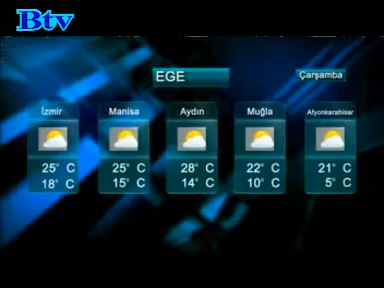 Btv
EGE
Çarşamba
İzmir
25° C
18° C
Manisa
25° C
15° C
Aydın
28° C
14° C
Muğla
22° C
10° C
Afyonkarahisar
21° C
5° C